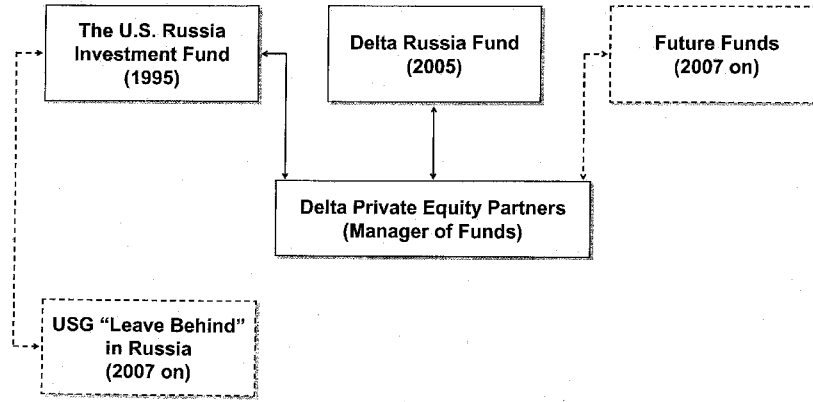 The U.S. Russia
Investment Fund
(1995)
Delta Russia Fund
(2005)
Future Funds
(2007 on)
Delta Private Equity Partners
(Manager of Funds)
USG “Leave Behind”
in Russia
(2007 on)